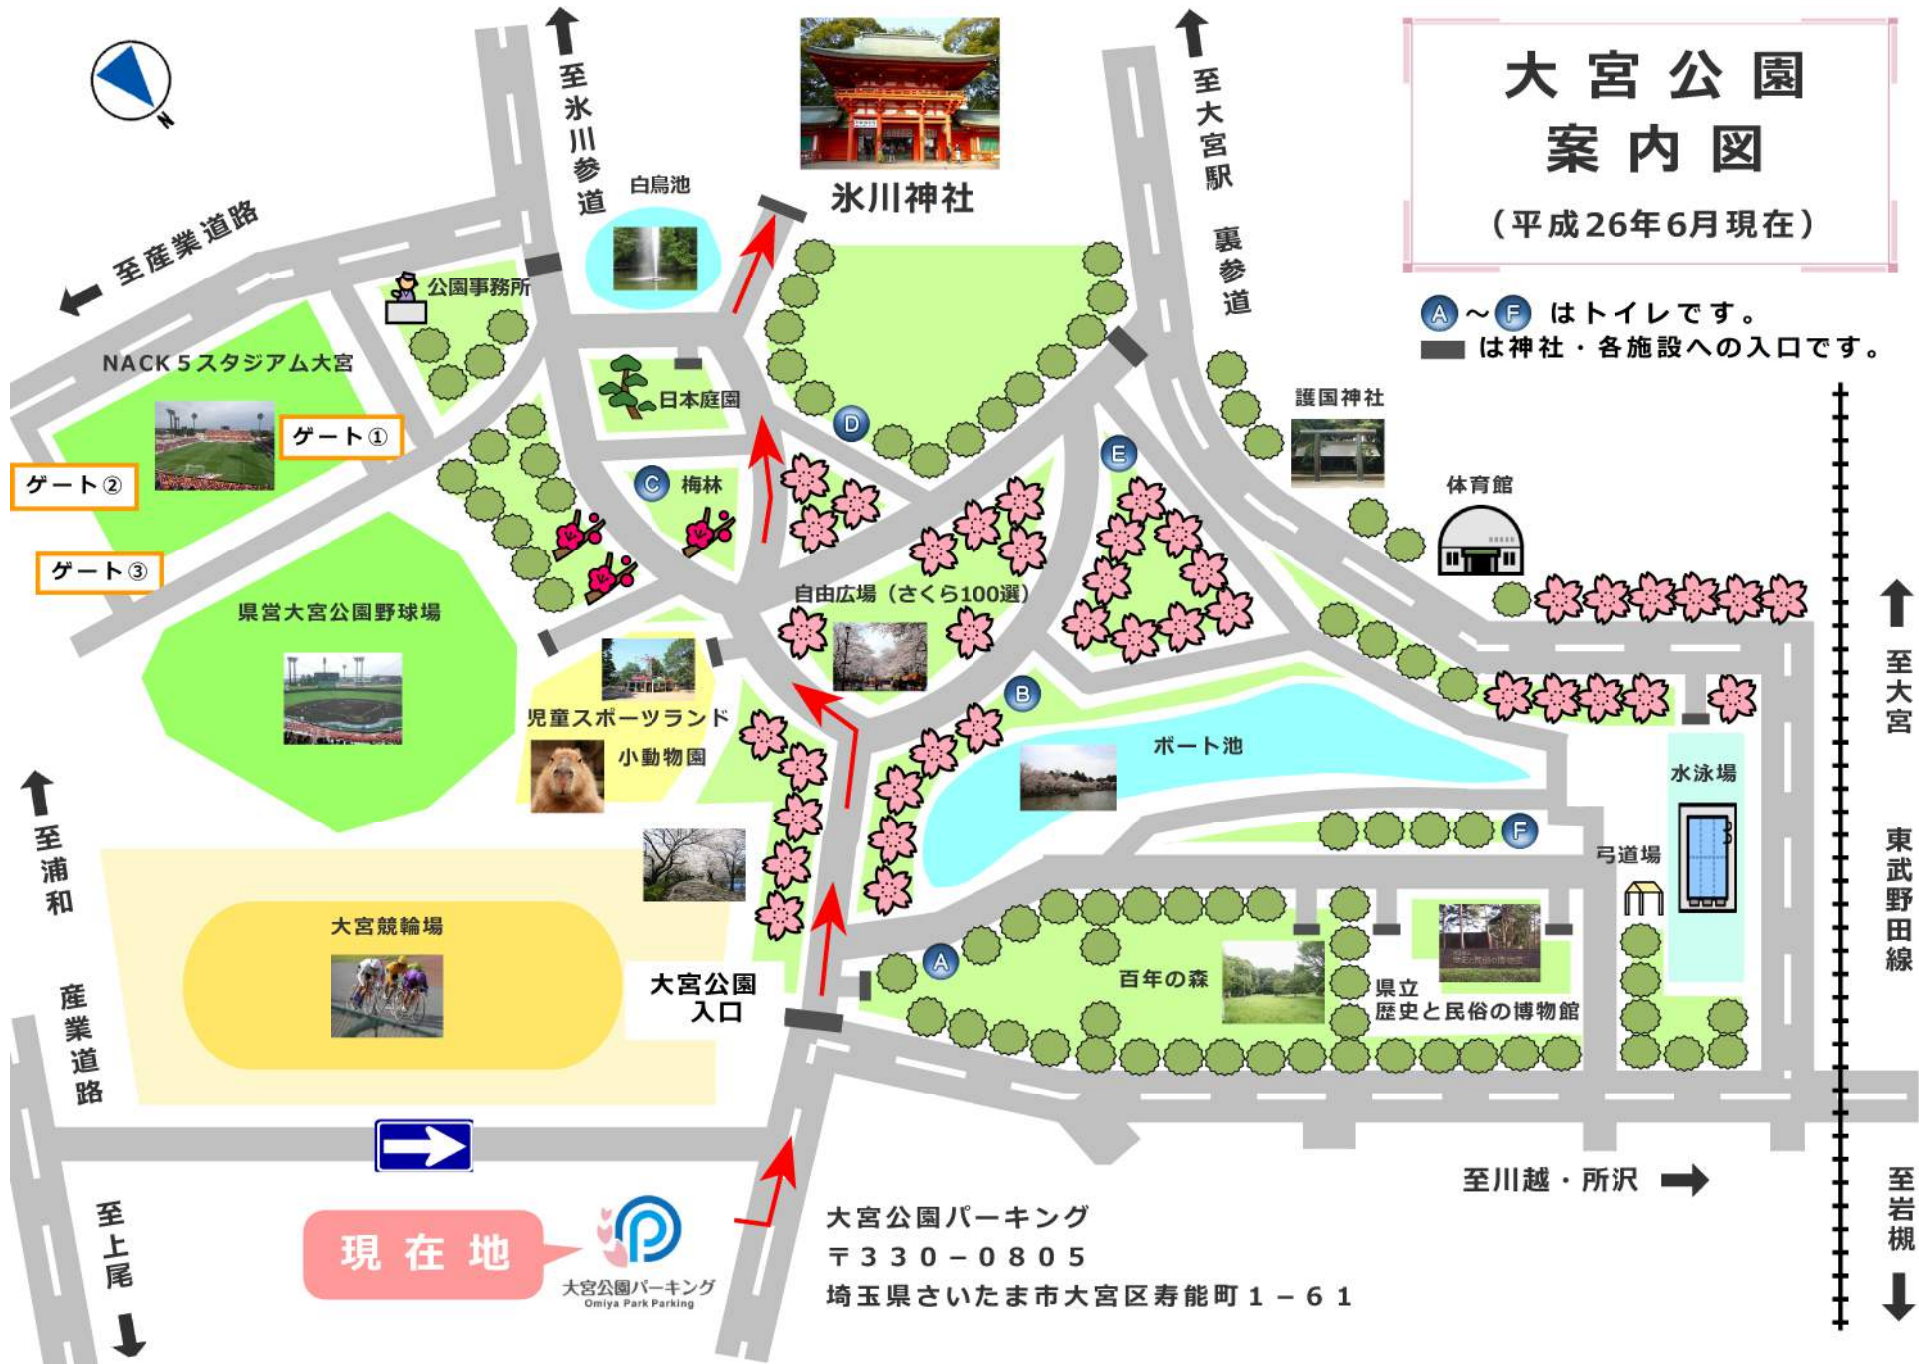 大宮公園
案内図
（平成26年6月現在）
A～F はトイレです。
は神社・各施設への入口です。
N
至氷川参道
氷川神社
至大宮駅 裏参道
白鳥池
至産業道路
公園事務所
NACK５スタジアム大宮
ゲート①
ゲート②
ゲート③
日本庭園
D
C
梅林
E
護国神社
体育館
県営大宮公園野球場
自由広場（さくら100選）
児童スポーツランド
小動物園
B
ボート池
水泳場
F
弓道場
至大宮
東武野田線
至岩槻
至浦和
産業道路
至上尾
大宮競輪場
大宮公園
入口
A
百年の森
県立
歴史と民俗の博物館
至川越・所沢
現在地
P
大宮公園パーキング
Omiya Park Parking
大宮公園パーキング
〒３３０－０８０５
埼玉県さいたま市大宮区寿能町１－６１